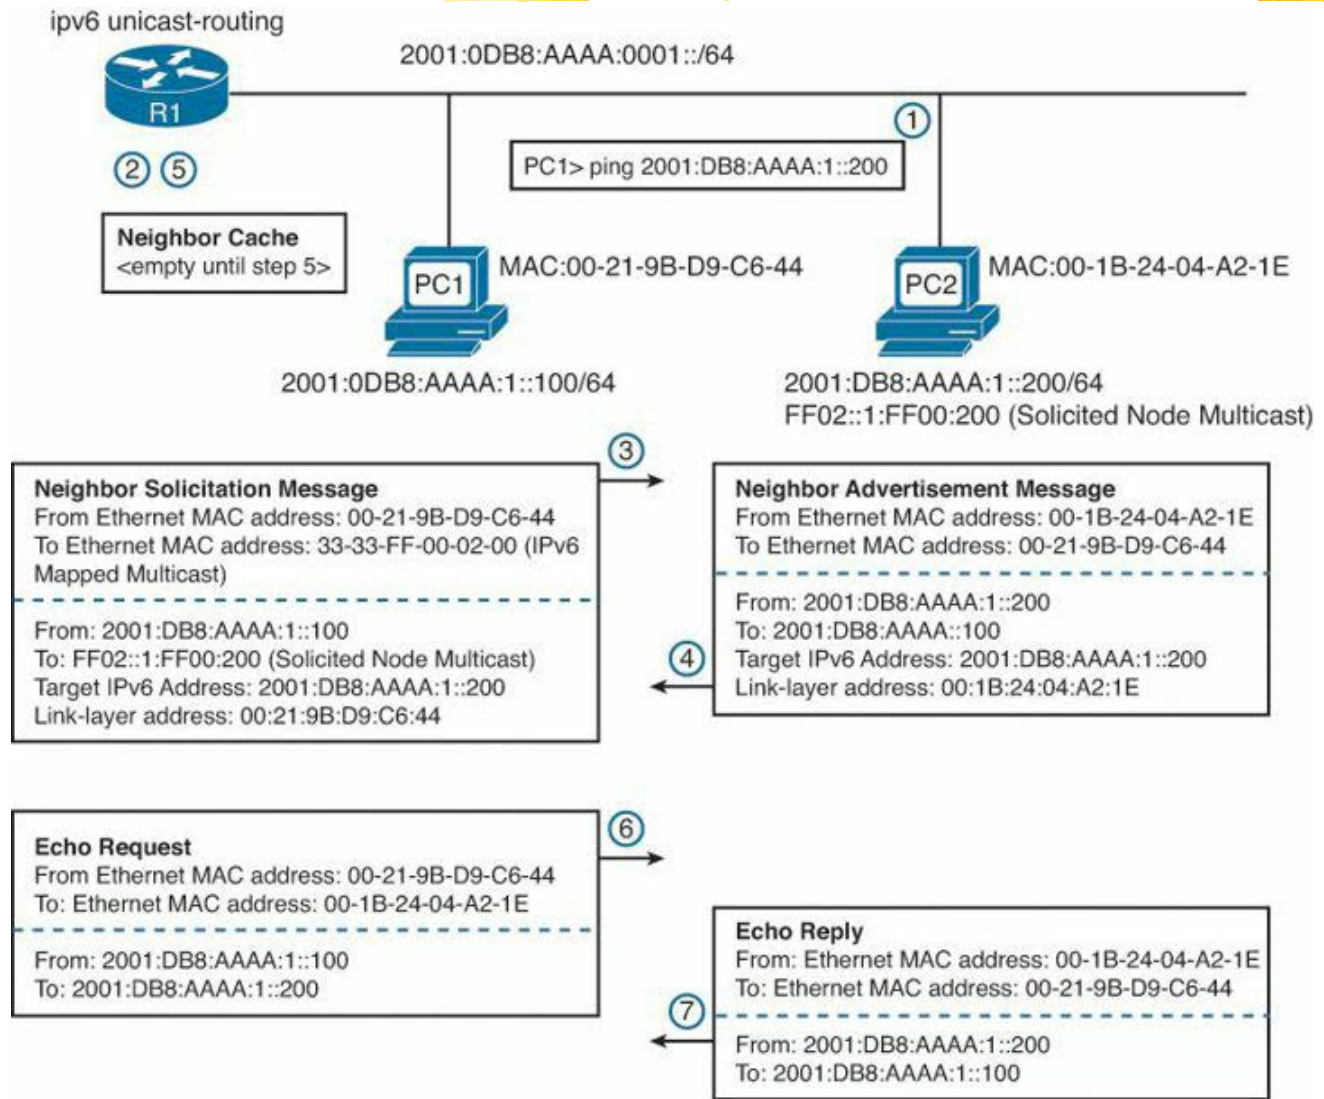 ipv6 unicast-routing
2001:0DB8:AAAA:0001::/64
R1
1
2 5
PC1> ping 2001:DB8:AAAA:1::200
Neighbor Cache
<empty until step 5>
PC1
MAC:00-21-9B-D9-C6-44
PC2
MAC:00-1B-24-04-A2-1E
2001:0DB8:AAAA:1::100/64
2001:DB8:AAAA:1::200/64
FF02::1:FF00:200 (Solicited Node Multicast)
3
Neighbor Solicitation Message
From Ethernet MAC address: 00-21-9B-D9-C6-44
To Ethernet MAC address: 33-33-FF-00-02-00 (IPv6
Mapped Multicast)
From: 2001:DB8:AAAA:1::100
To: FF02::1:FF00:200 (Solicited Node Multicast)
Target IPv6 Address: 2001:DB8:AAAA:1::200
Link-layer address: 00:21:9B:D9:C6:44
Neighbor Advertisement Message
From Ethernet MAC address: 00-1B-24-04-A2-1E
To Ethernet MAC address: 00-21-9B-D9-C6-44
From: 2001:DB8:AAAA:1::200
To: 2001:DB8:AAAA::100
Target IPv6 Address: 2001:DB8:AAAA:1::200
Link-layer address: 00:1B:24:04:A2:1E
4
6
Echo Request
From Ethernet MAC address: 00-21-9B-D9-C6-44
To: Ethernet MAC address: 00-1B-24-04-A2-1E
From: 2001:DB8:AAAA:1::100
To: 2001:DB8:AAAA:1::200
Echo Reply
From: Ethernet MAC address: 00-1B-24-04-A2-1E
To: Ethernet MAC address: 00-21-9B-D9-C6-44
7
From: 2001:DB8:AAAA:1::200
To: 2001:DB8:AAAA:1::100